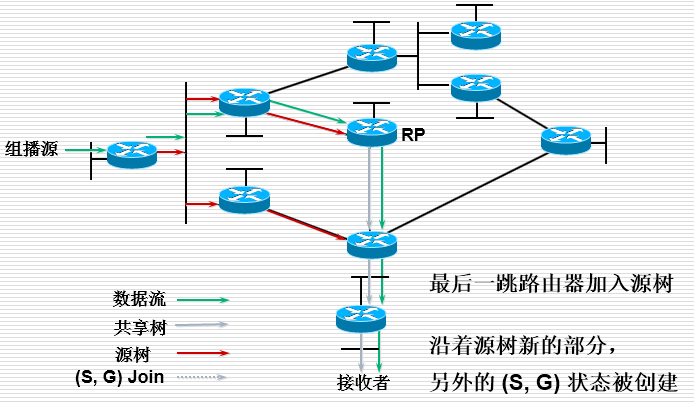 组播源
RP
数据流
共享树
源树
(S, G) Join
接收者
最后一跳路由器加入源树
沿着源树新的部分，
另外的 (S, G) 状态被创建